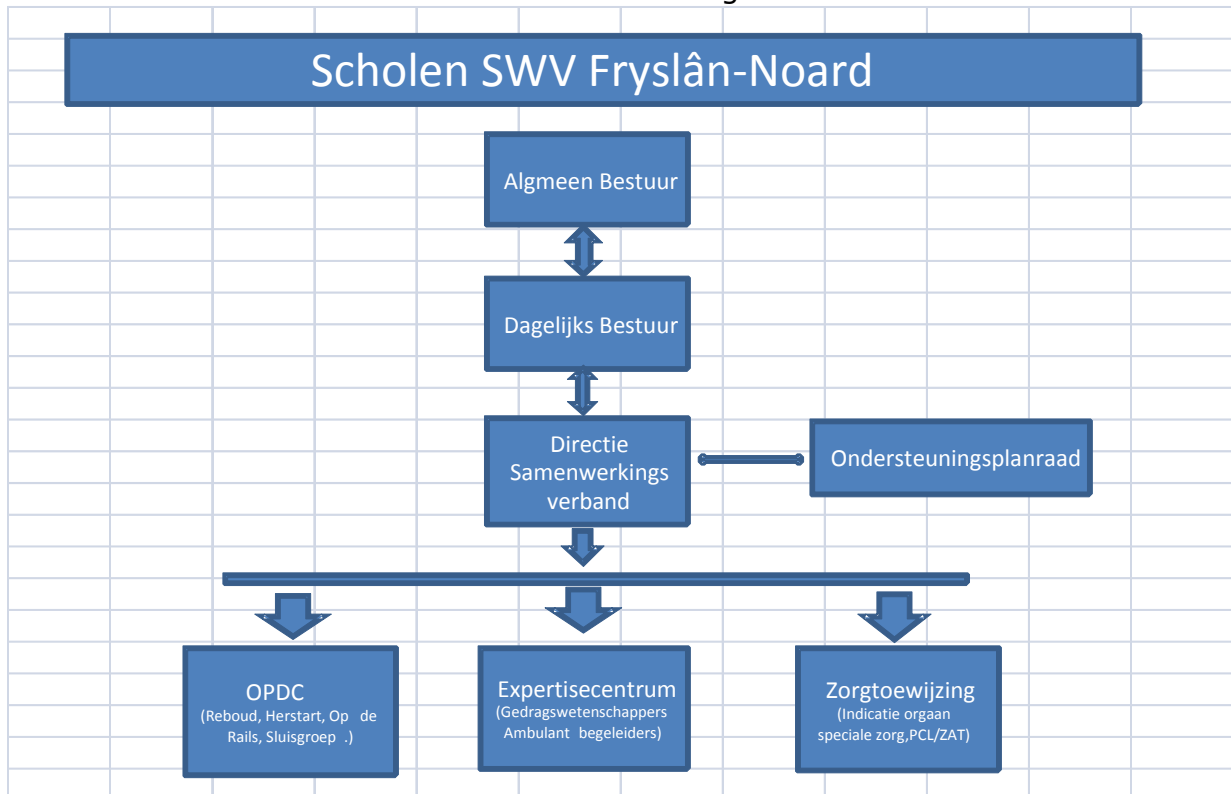 Scholen SWV Fryslân-Noard
Algmeen Bestuur
Dagelijks Bestuur
Directie
Samenwerkings
verband
Ondersteuningsplanraad
OPDC
(Reboud, Herstart, Op de
Rails, Sluisgroep .)
Expertisecentrum
(Gedragswetenschappers
Ambulant begeleiders)
Zorgtoewijzing
(Indicatie orgaan
speciale zorg,PCL/ZAT)